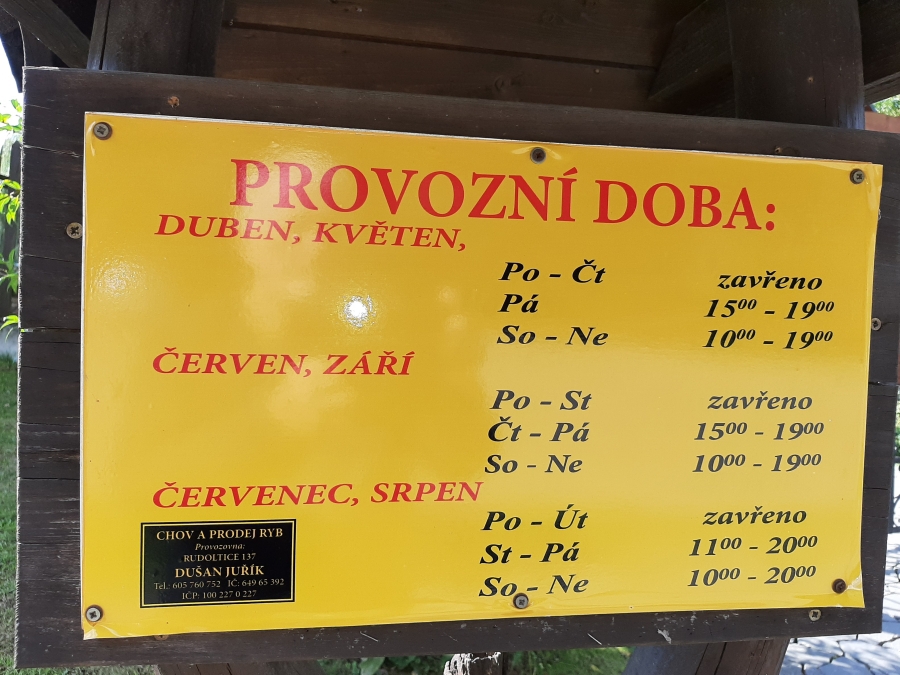 PROVOZNÍ DOBA:
DUBEN, KVĚTEN,
Po - Čt zavřeno
Pá 15⁰⁰ - 19⁰⁰
So - Ne 10⁰⁰ - 19⁰⁰
ČERVEN, ZÁŘÍ
Po - St zavřeno
Čt - Pá 15⁰⁰ - 19⁰⁰
So - Ne 10⁰⁰ - 19⁰⁰
ČERVENEC, SRPEN
Po - Út zavřeno
St - Pá 11⁰⁰ - 20⁰⁰
So - Ne 10⁰⁰ - 20⁰⁰
CHOV A PRODEJ RYB
Provozovna:
RUDOLTICE 137
DUŠAN JUŘÍK
Tel.: 605 760 752 IČ: 649 65 392
IČP: 100 227 0 227